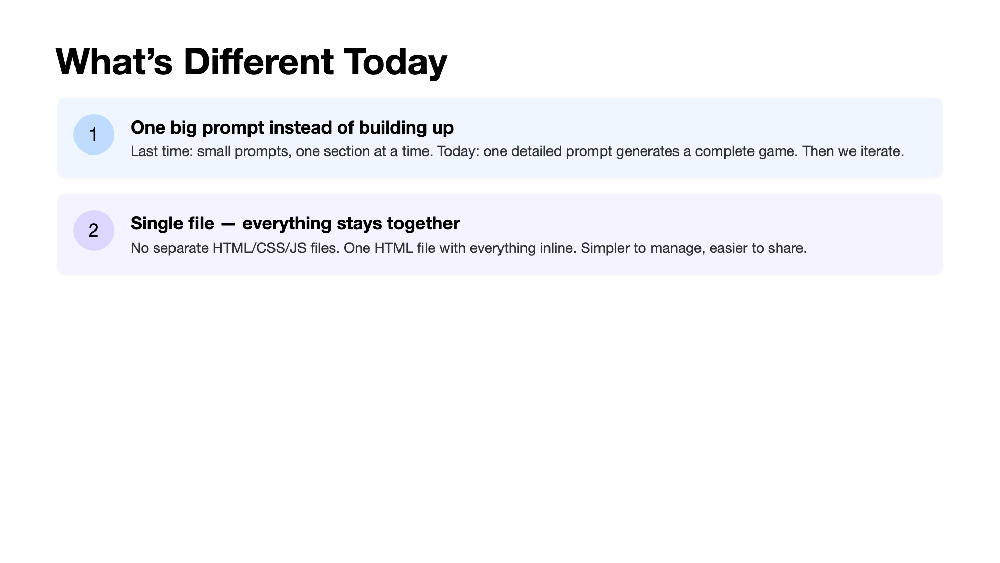 What’s Different Today
1
One big prompt instead of building up
Last time: small prompts, one section at a time. Today: one detailed prompt generates a complete game. Then we iterate.
2
Single file — everything stays together
No separate HTML/CSS/JS files. One HTML file with everything inline. Simpler to manage, easier to share.